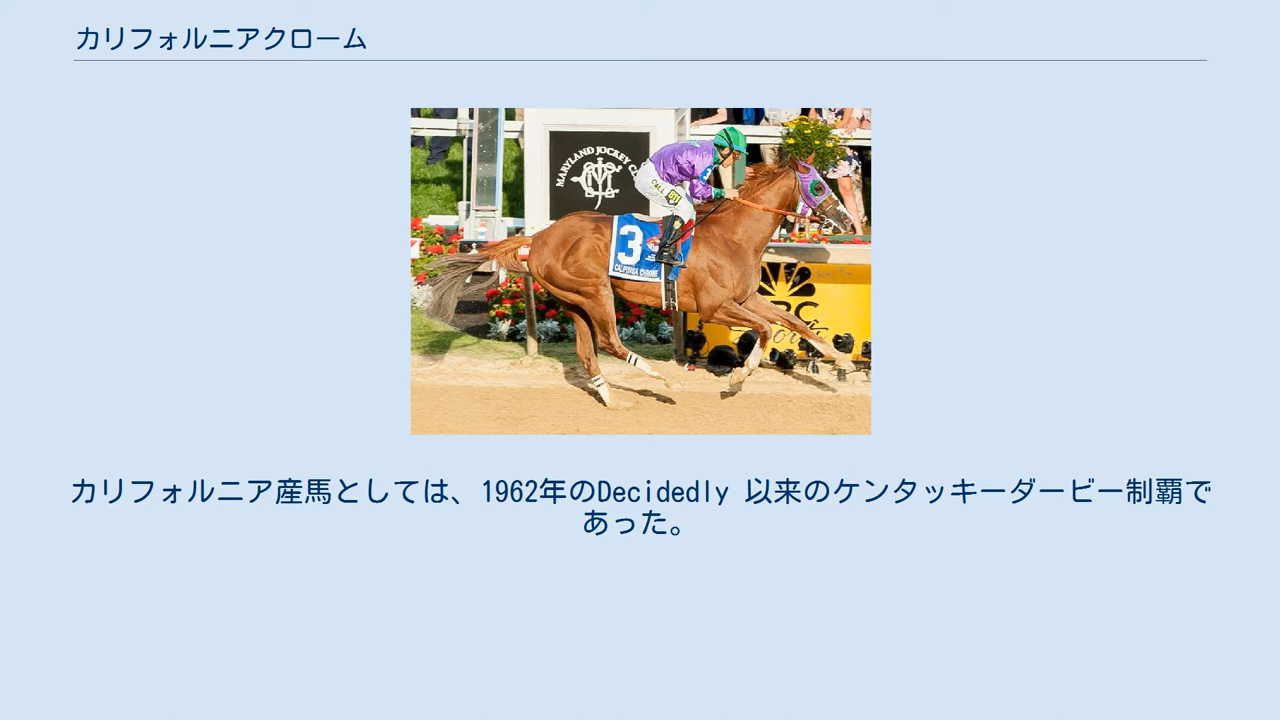 カリフォルニアクローム
MARYLAND JOCKEY
3
CALIFORNIA CHROME
カリフォルニア産馬としては、1962年のDecidedly 以来のケンタッキーダービー制覇で
あった。